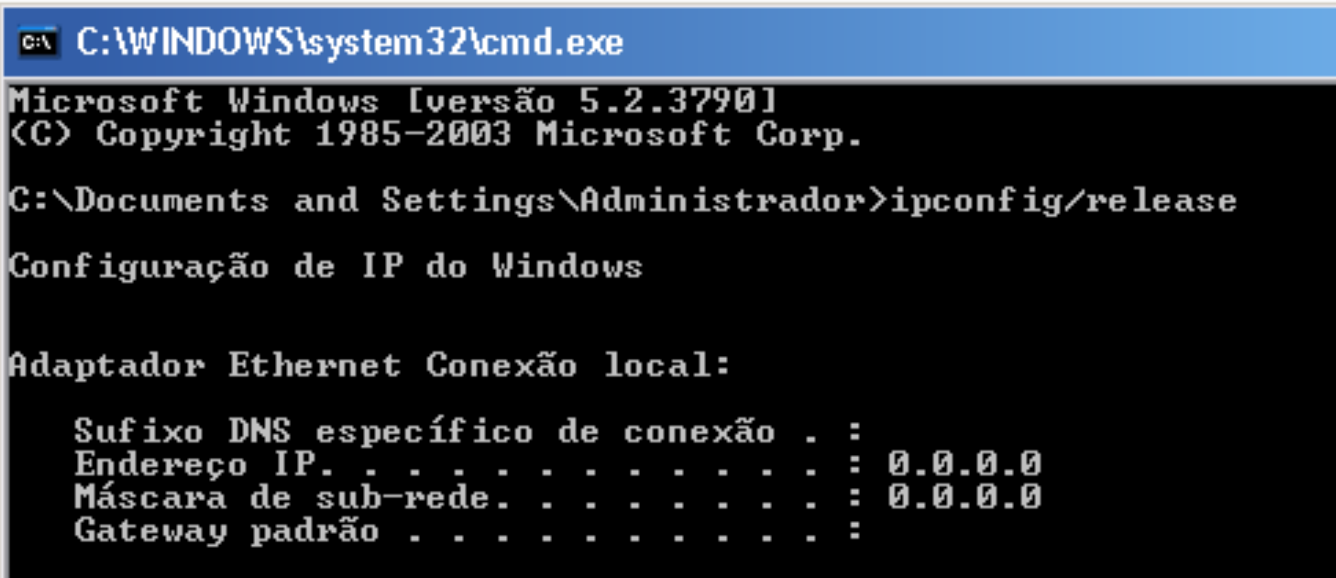 C:\WINDOWS\system32\cmd.exe
Microsoft Windows [versão 5.2.3790]
(C) Copyright 1985-2003 Microsoft Corp.
C:\Documents and Settings\Administrador>ipconfig/release
Configuração de IP do Windows
Adaptador Ethernet Conexão local:
Sufixo DNS específico de conexão . :
Endereço IP. . . . . . . . . . . . : 0.0.0.0
Máscara de sub-rede. . . . . . . . : 0.0.0.0
Gateway padrão . . . . . . . . . . :